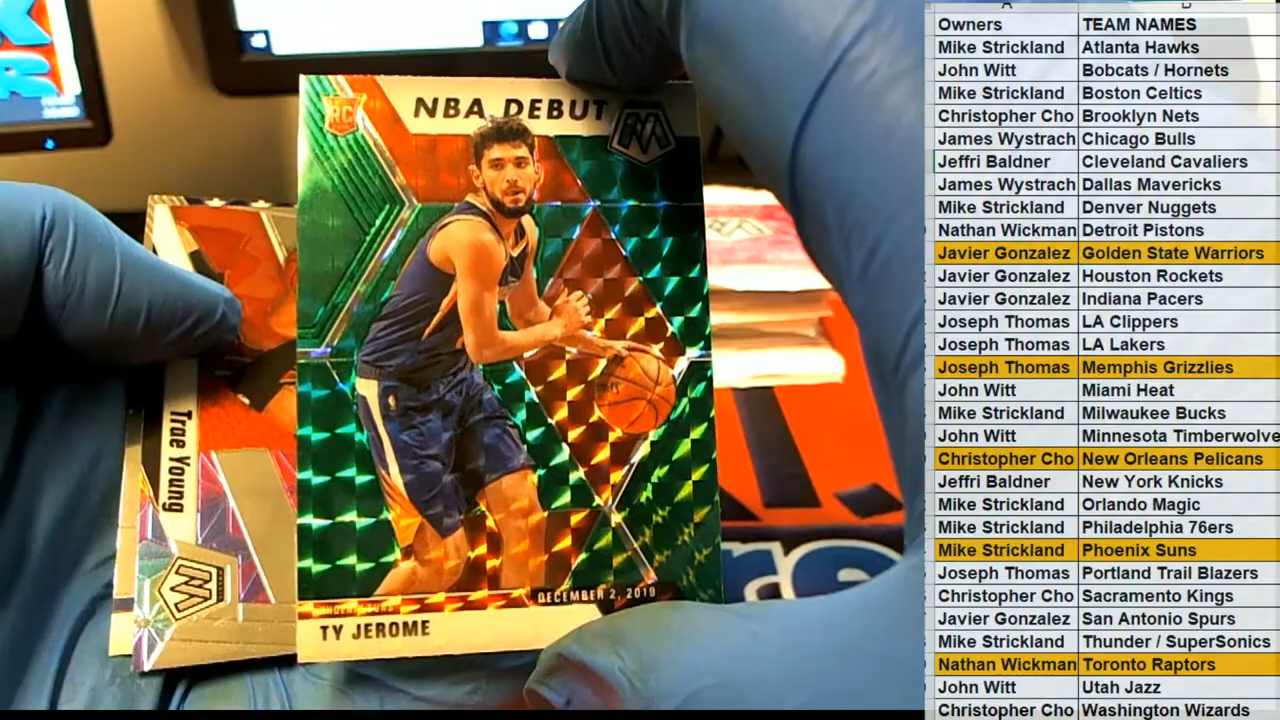 NBA DEBUT
RC
Trae Young
PHOENIX SUNS
DECEMBER 2, 2019
TY JEROME
A B
Owners TEAM NAMES
Mike Strickland Atlanta Hawks
John Witt Bobcats / Hornets
Mike Strickland Boston Celtics
Christopher Cho Brooklyn Nets
James Wystrach Chicago Bulls
Jeffri Baldner Cleveland Cavaliers
James Wystrach Dallas Mavericks
Mike Strickland Denver Nuggets
Nathan Wickman Detroit Pistons
Javier Gonzalez Golden State Warriors
Javier Gonzalez Houston Rockets
Javier Gonzalez Indiana Pacers
Joseph Thomas LA Clippers
Joseph Thomas LA Lakers
Joseph Thomas Memphis Grizzlies
John Witt Miami Heat
Mike Strickland Milwaukee Bucks
John Witt Minnesota Timberwolve
Christopher Cho New Orleans Pelicans
Jeffri Baldner New York Knicks
Mike Strickland Orlando Magic
Mike Strickland Philadelphia 76ers
Mike Strickland Phoenix Suns
Joseph Thomas Portland Trail Blazers
Christopher Cho Sacramento Kings
Javier Gonzalez San Antonio Spurs
Mike Strickland Thunder / SuperSonics
Nathan Wickman Toronto Raptors
John Witt Utah Jazz
Christopher Cho Washington Wizards